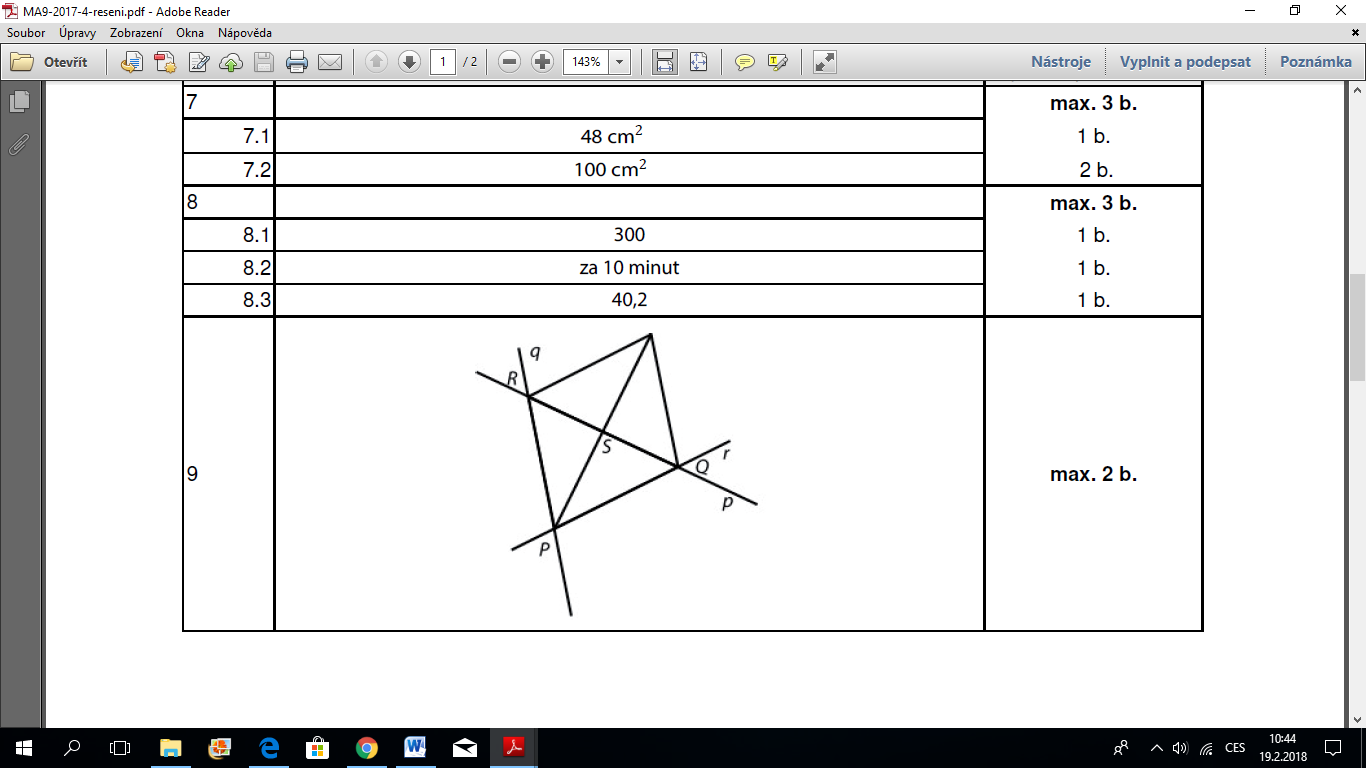 MA9-2017-4-reseni.pdf - Adobe Reader
Soubor Úpravy Zobrazení Okna Nápověda
Otevřít 1 / 2 143% Nástroje Vyplnit a podepsat Poznámka
7 max. 3 b.
7.1 48 cm² 1 b.
7.2 100 cm² 2 b.
8 max. 3 b.
8.1 300 1 b.
8.2 za 10 minut 1 b.
8.3 40,2 1 b.
q
R
S
r
Q
9 max. 2 b.
p
P
CES
10:44
19.2.2018